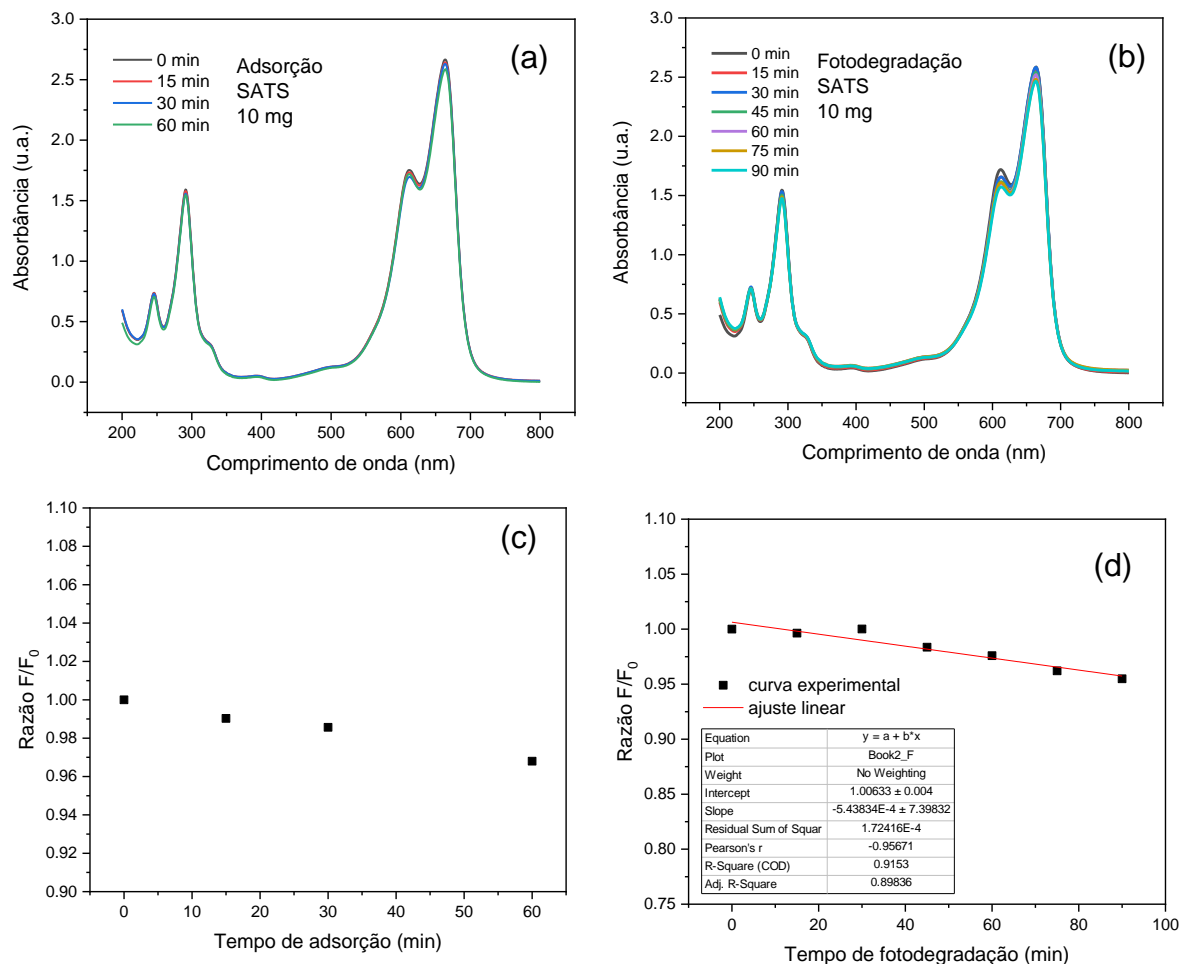 (a)
0 min
15 min
30 min
60 min
Adsorção
SATS
10 mg
3.0
2.5
2.0
1.5
1.0
0.5
0.0
Absorbância (u.a.)
200 300 400 500 600 700 800
Comprimento de onda (nm)
(b)
0 min
15 min
30 min
45 min
60 min
75 min
90 min
Fotodegradação
SATS
10 mg
3.0
2.5
2.0
1.5
1.0
0.5
0.0
Absorbância (u.a.)
200 300 400 500 600 700 800
Comprimento de onda (nm)
(c)
1.10
1.08
1.06
1.04
1.02
1.00
0.98
0.96
0.94
0.92
0.90
Razão F/F0
0 10 20 30 40 50 60
Tempo de adsorção (min)
(d)
1.10
1.05
1.00
0.95
0.90
0.85
0.80
0.75
Razão F/F0
curva experimental
ajuste linear
Equation y = a + b*x
Plot Book2_F
Weight No Weighting
Intercept 1.00633 ± 0.004
Slope -5.43834E-4 ± 7.39832
Residual Sum of Squar 1.72416E-4
Pearson's r -0.95671
R-Square (COD) 0.9153
Adj. R-Square 0.89836
0 20 40 60 80 100
Tempo de fotodegradação (min)